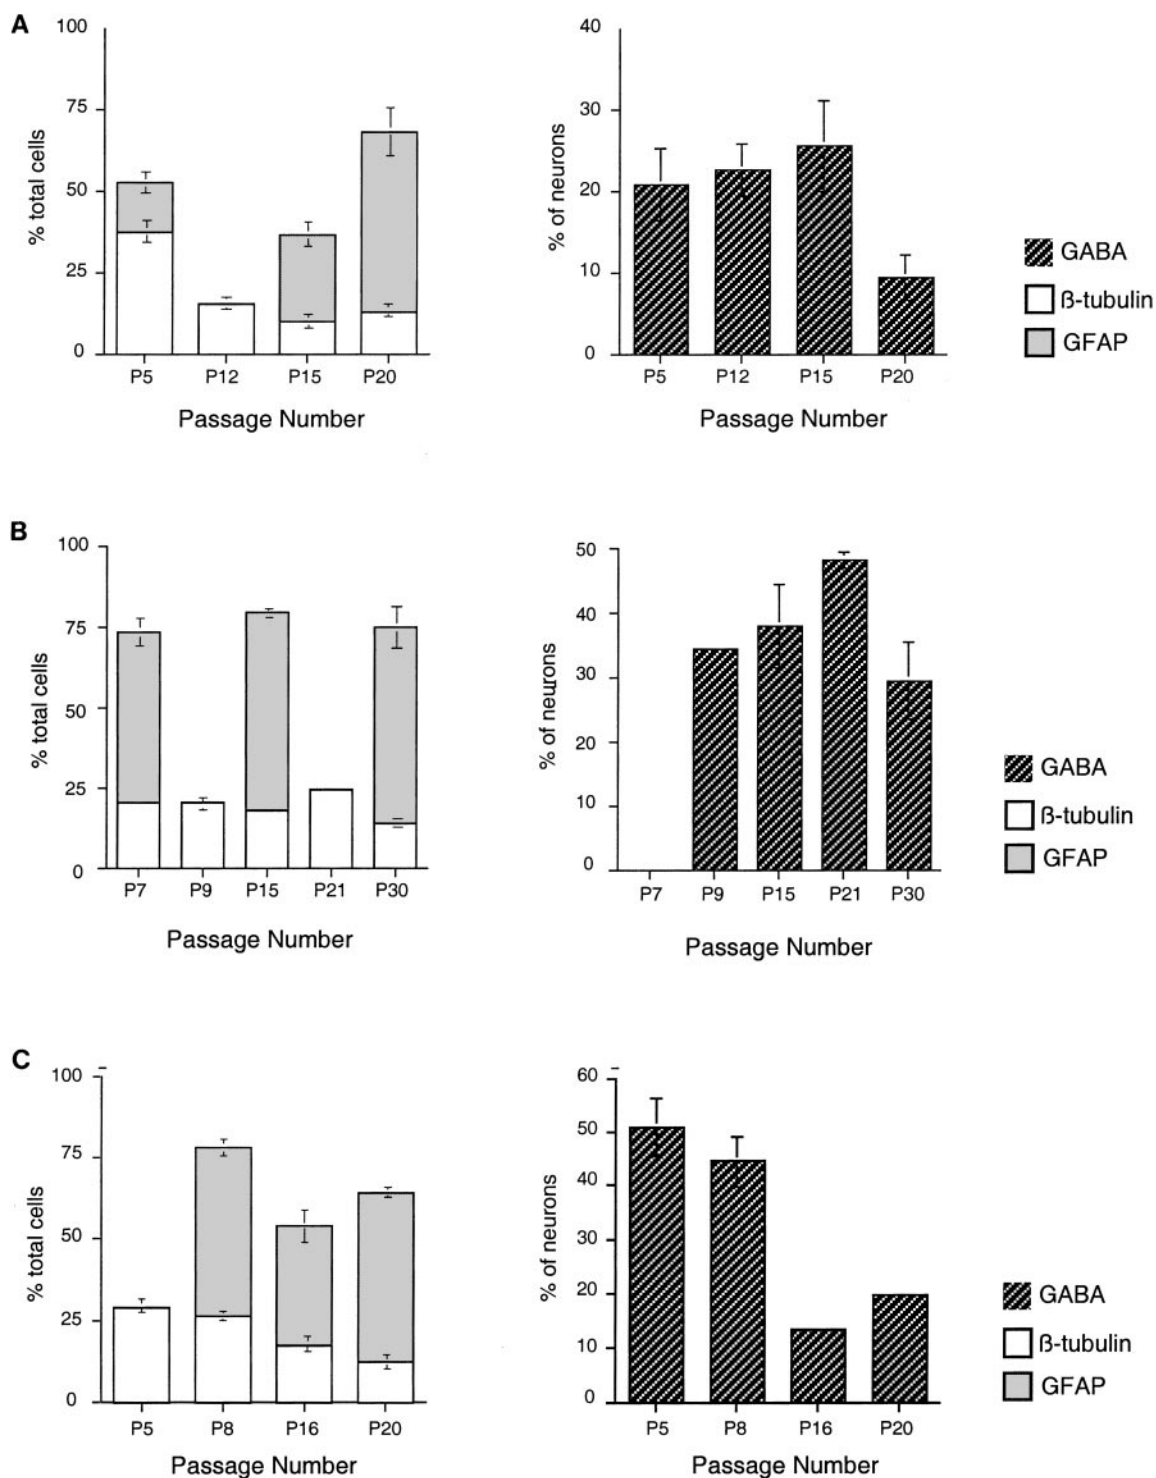 A
100
75
50
25
0
% total cells
P5 P12 P15 P20
Passage Number
40
30
20
10
0
% of neurons
P5 P12 P15 P20
Passage Number
GABA
ß-tubulin
GFAP
B
100
75
50
25
0
% total cells
P7 P9 P15 P21 P30
Passage Number
50
40
30
20
10
0
% of neurons
P7 P9 P15 P21 P30
Passage Number
GABA
ß-tubulin
GFAP
C
100
75
50
25
0
% total cells
P5 P8 P16 P20
Passage Number
60
50
40
30
20
10
0
% of neurons
P5 P8 P16 P20
Passage Number
GABA
ß-tubulin
GFAP